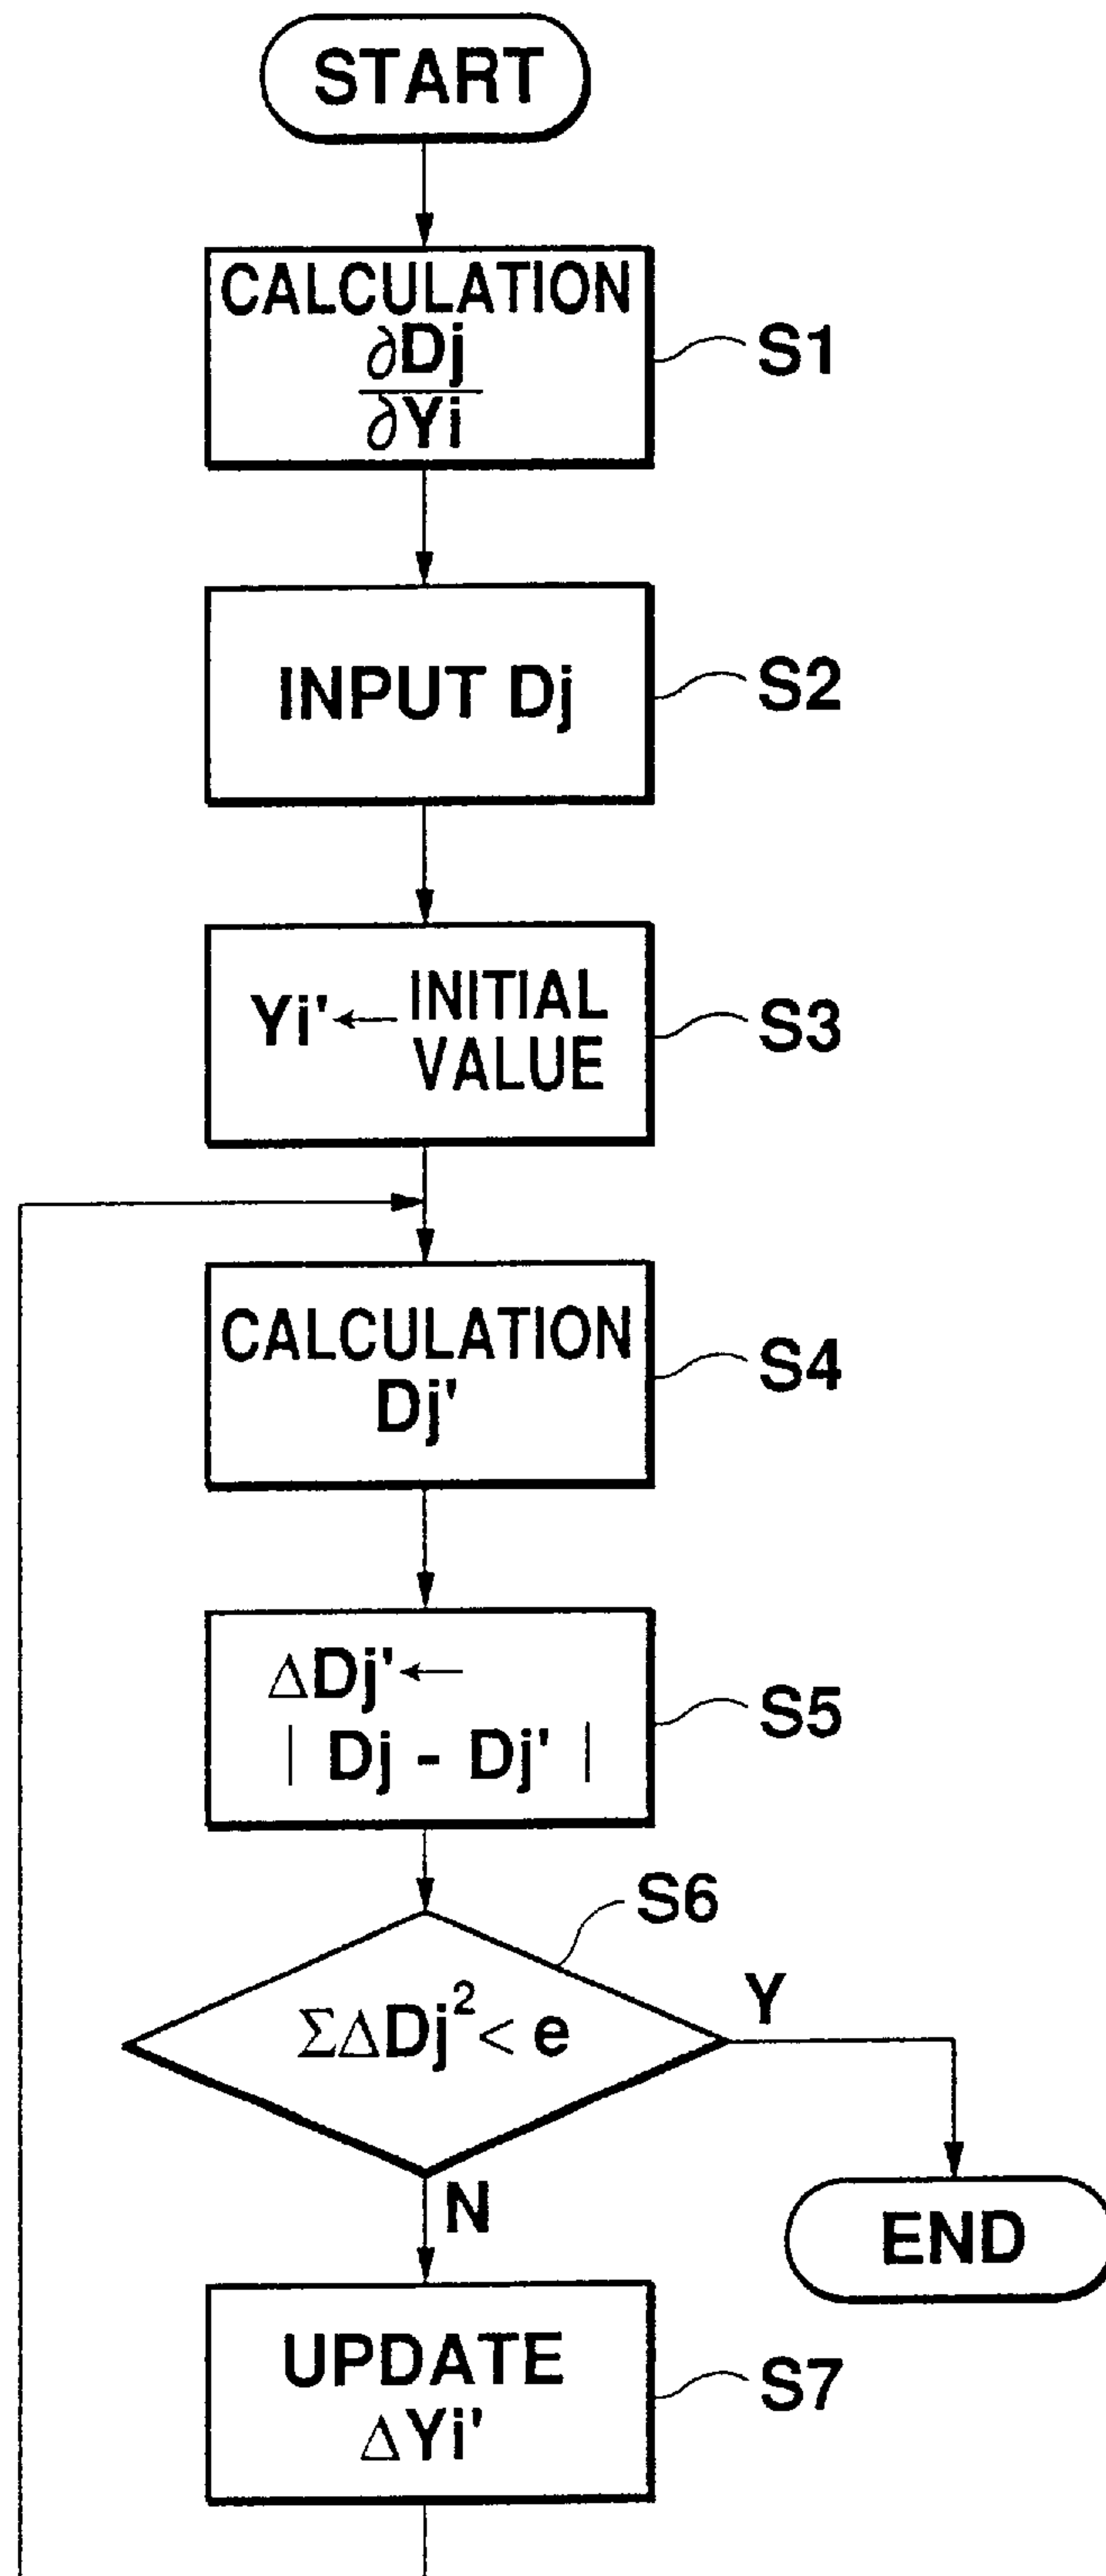 START
CALCULATION
∂Dj
∂Yi
S1
INPUT Dj
S2
Yi' ← INITIAL
VALUE
S3
CALCULATION
Dj'
S4
ΔDj' ←
| Dj - Dj' |
S5
S6
ΣΔDj² < e
Y
N
END
UPDATE
ΔYi'
S7